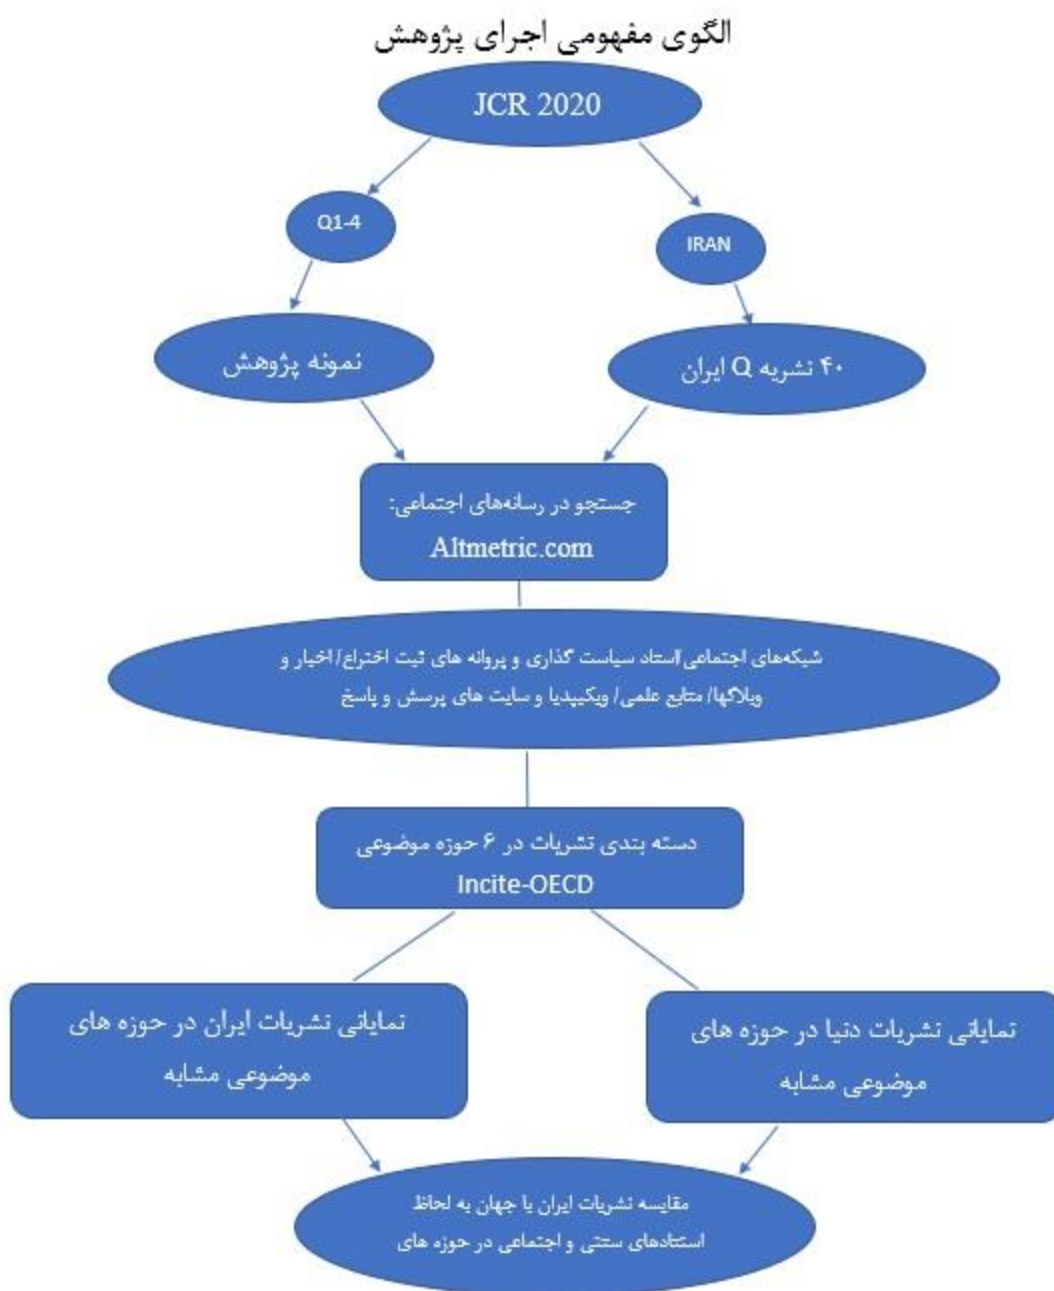 الگوی مفهومی اجرای پژوهش
JCR 2020
Q1-4
IRAN
نمونه پژوهش
۴۰ نشریه Q ایران
جستجو در رسانه‌های اجتماعی:
Altmetric.com
شبکه‌های اجتماعی/اسناد سیاست گذاری و پروانه های ثبت اختراع/ اخبار و
وبلاگها/ منابع علمی/ ویکیپدیا و سایت های پرسش و پاسخ
دسته بندی نشریات در ۶ حوزه موضوعی
Incite-OECD
نمایانی نشریات ایران در حوزه های
موضوعی مشابه
نمایانی نشریات دنیا در حوزه های
موضوعی مشابه
مقایسه نشریات ایران با جهان به لحاظ
استنادهای سنتی و اجتماعی در حوزه های